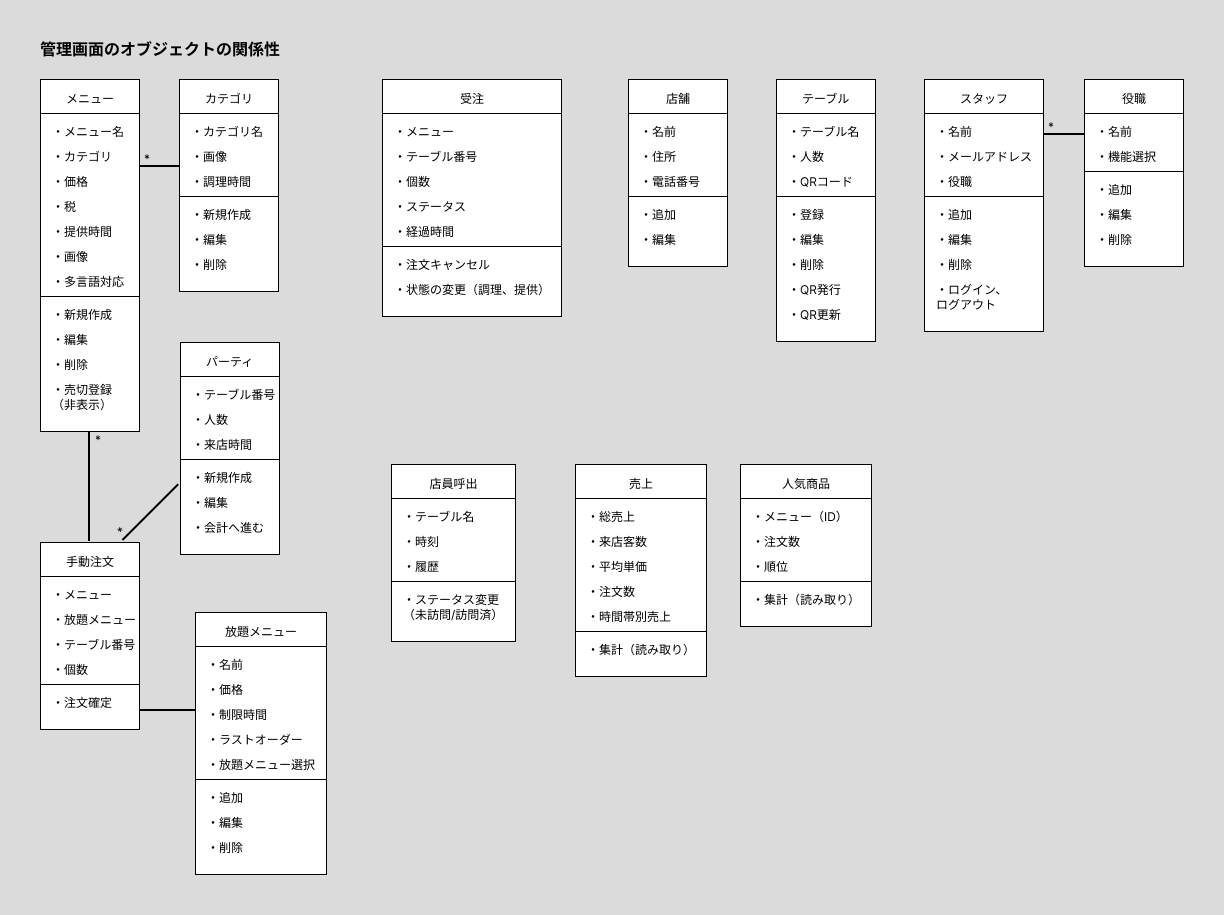 管理画面のオブジェクトの関係性
メニュー
・メニュー名
・カテゴリ
・価格
・税
・提供時間
・画像
・多言語対応
・新規作成
・編集
・削除
・売切登録
（非表示）
*
カテゴリ
・カテゴリ名
・画像
・調理時間
・新規作成
・編集
・削除
*
受注
・メニュー
・テーブル番号
・個数
・ステータス
・経過時間
・注文キャンセル
・状態の変更（調理、提供）
店舗
・名前
・住所
・電話番号
・追加
・編集
テーブル
・テーブル名
・人数
・QRコード
・登録
・編集
・削除
・QR発行
・QR更新
スタッフ
・名前
・メールアドレス
・役職
・追加
・編集
・削除
・ログイン、
ログアウト
*
役職
・名前
・機能選択
・追加
・編集
・削除
パーティ
・テーブル番号
・人数
・来店時間
・新規作成
・編集
・会計へ進む
*
手動注文
・メニュー
・放題メニュー
・テーブル番号
・個数
・注文確定
放題メニュー
・名前
・価格
・制限時間
・ラストオーダー
・放題メニュー選択
・追加
・編集
・削除
店員呼出
・テーブル名
・時刻
・履歴
・ステータス変更
（未訪問/訪問済）
売上
・総売上
・来店客数
・平均単価
・注文数
・時間帯別売上
・集計（読み取り）
人気商品
・メニュー（ID）
・注文数
・順位
・集計（読み取り）